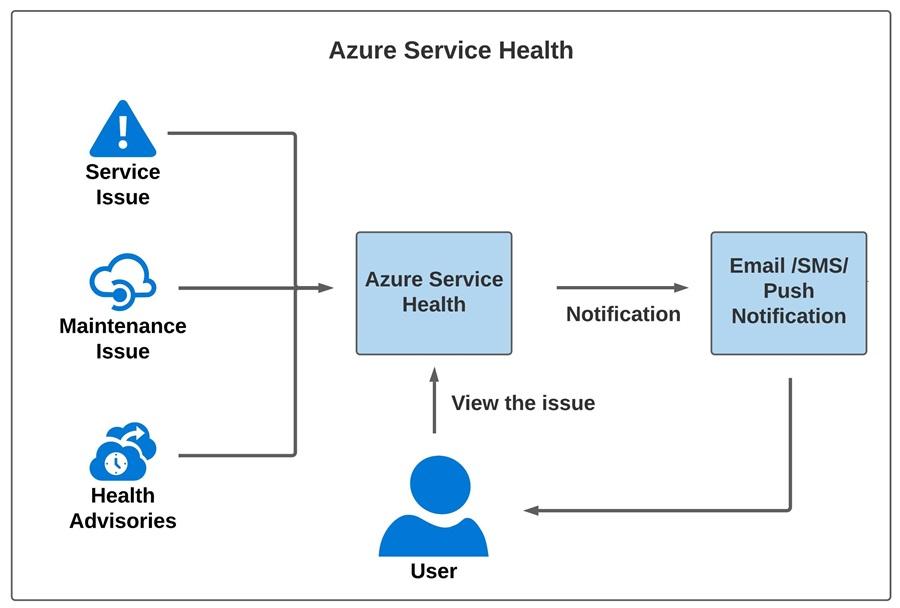 Azure Service Health
Service
Issue
Maintenance
Issue
Health
Advisories
Azure Service
Health
Notification
Email /SMS/
Push
Notification
View the issue
User